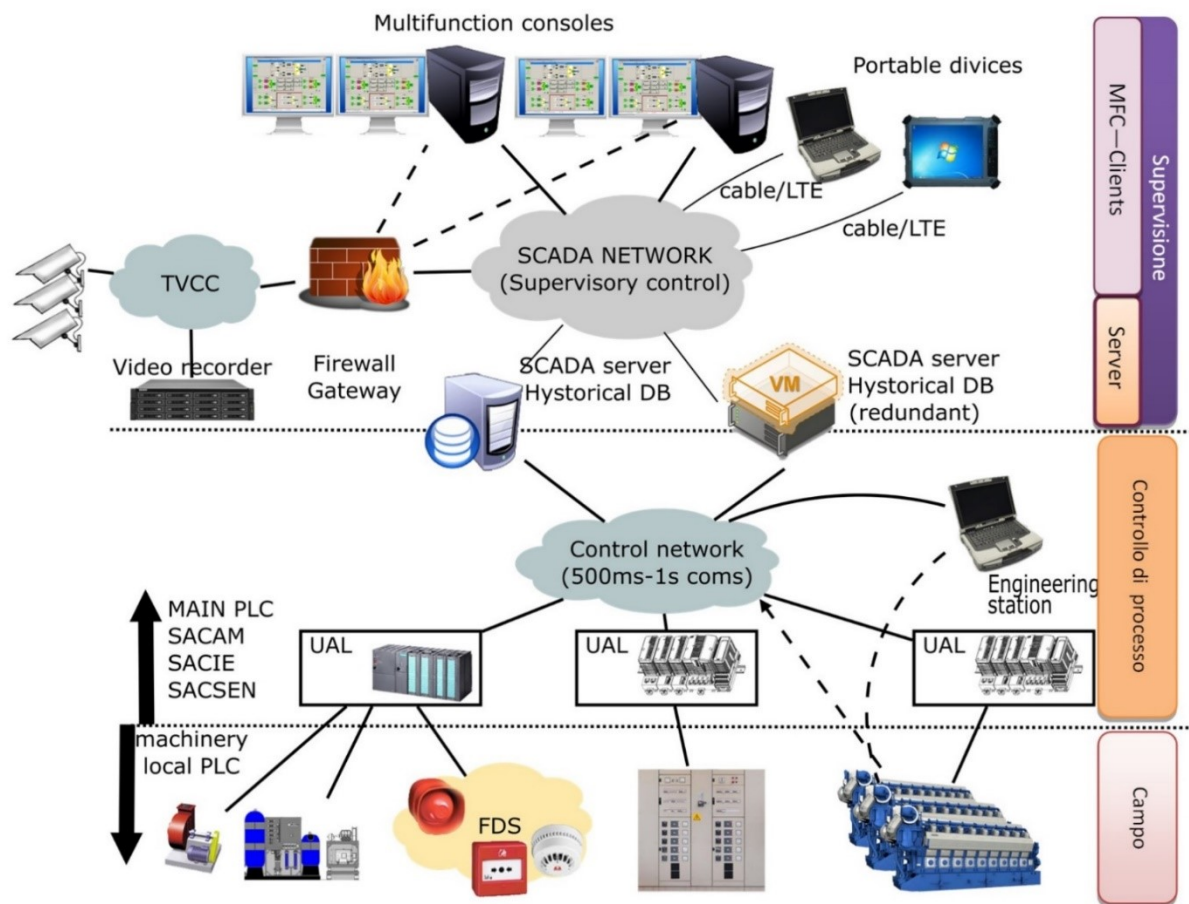 Multifunction consoles
Portable divices
cable/LTE
cable/LTE
SCADA NETWORK
(Supervisory control)
TVCC
Video recorder
Firewall
Gateway
SCADA server
Hystorical DB
VM
SCADA server
Hystorical DB
(redundant)
MFC—Clients
Server
Supervisione
Control network
(500ms-1s coms)
Engineering
station
MAIN PLC
SACAM
SACIE
SACSEN
UAL
UAL
UAL
Controllo di processo
machinery
local PLC
FDS
Campo